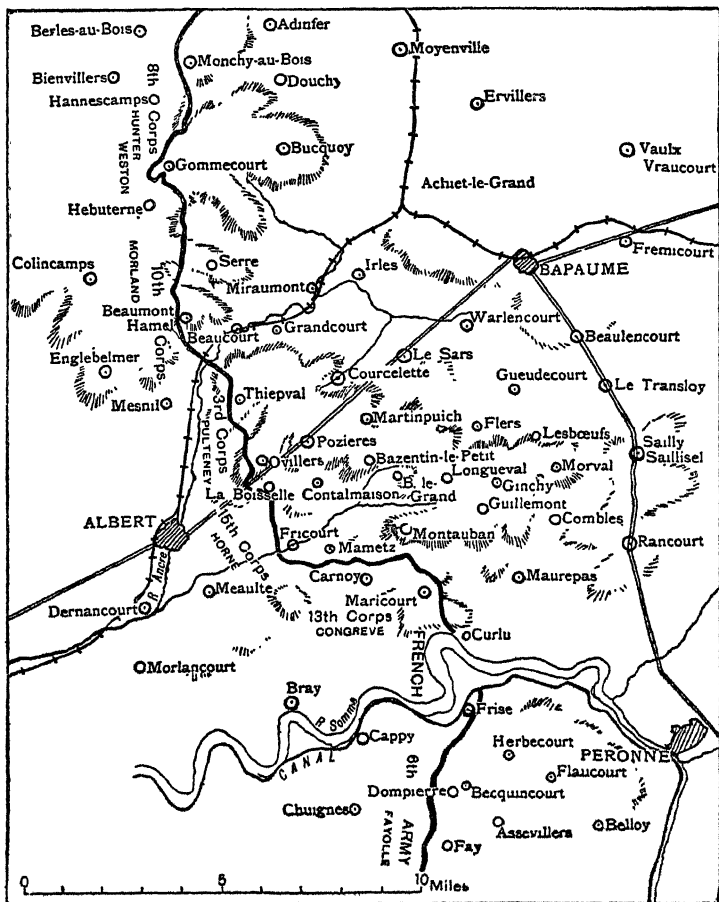 Berles-au-Bois
Adinfer
Moyenville
Monchy-au-Bois
Bienvillers
Douchy
Hannescamps
Ervillers
8th Corps
HUNTER WESTON
Bucquoy
Vaulx
Vraucourt
Gommecourt
Achiet-le-Grand
Hebuterne
Fremicourt
Serre
Colincamps
Irles
BAPAUME
Miraumont
10th Corps
MORLAND
Beaumont
Hamel
Beaucourt
Grandcourt
Warlencourt
Beaulencourt
Englebelmer
Le Sars
Courcelette
Gueudecourt
Le Transloy
Mesnil
Thiepval
3rd Corps
PULTENEY
Martinpuich
Flers
Lesbœufs
Pozieres
Sailly
Saillisel
Ovillers
Bazentin-le-Petit
Longueval
Morval
La Boisselle
Contalmaison
B. le-
Grand
Ginchy
Guillemont
ALBERT
15th Corps
HORNE
Combles
Montauban
Fricourt
Mametz
Rancourt
R. Ancre
Carnoy
Maurepas
Meaulte
Maricourt
Dernancourt
13th Corps
CONGREVE
Curlu
FRENCH
Morlancourt
Bray
R. Somme
Frise
Cappy
Herbecourt
PERONNE
CANAL
6th
Flaucourt
Dompierre
Becquincourt
Chuignes
ARMY
FAYOLLE
Assevillers
Belloy
Fay
0 5 10 Miles